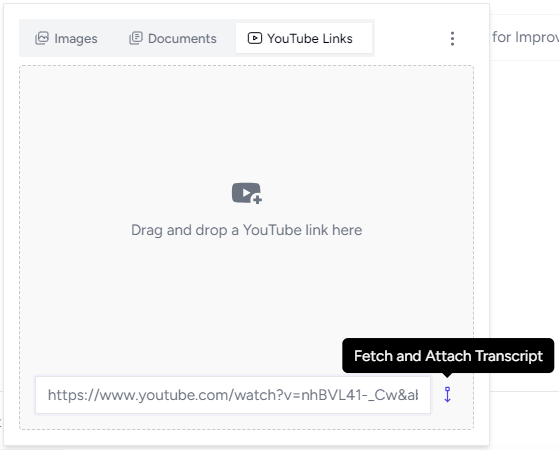 Images
Documents
YouTube Links
for Improv
Drag and drop a YouTube link here
Fetch and Attach Transcript
https://www.youtube.com/watch?v=nhBVL41-_Cw&al